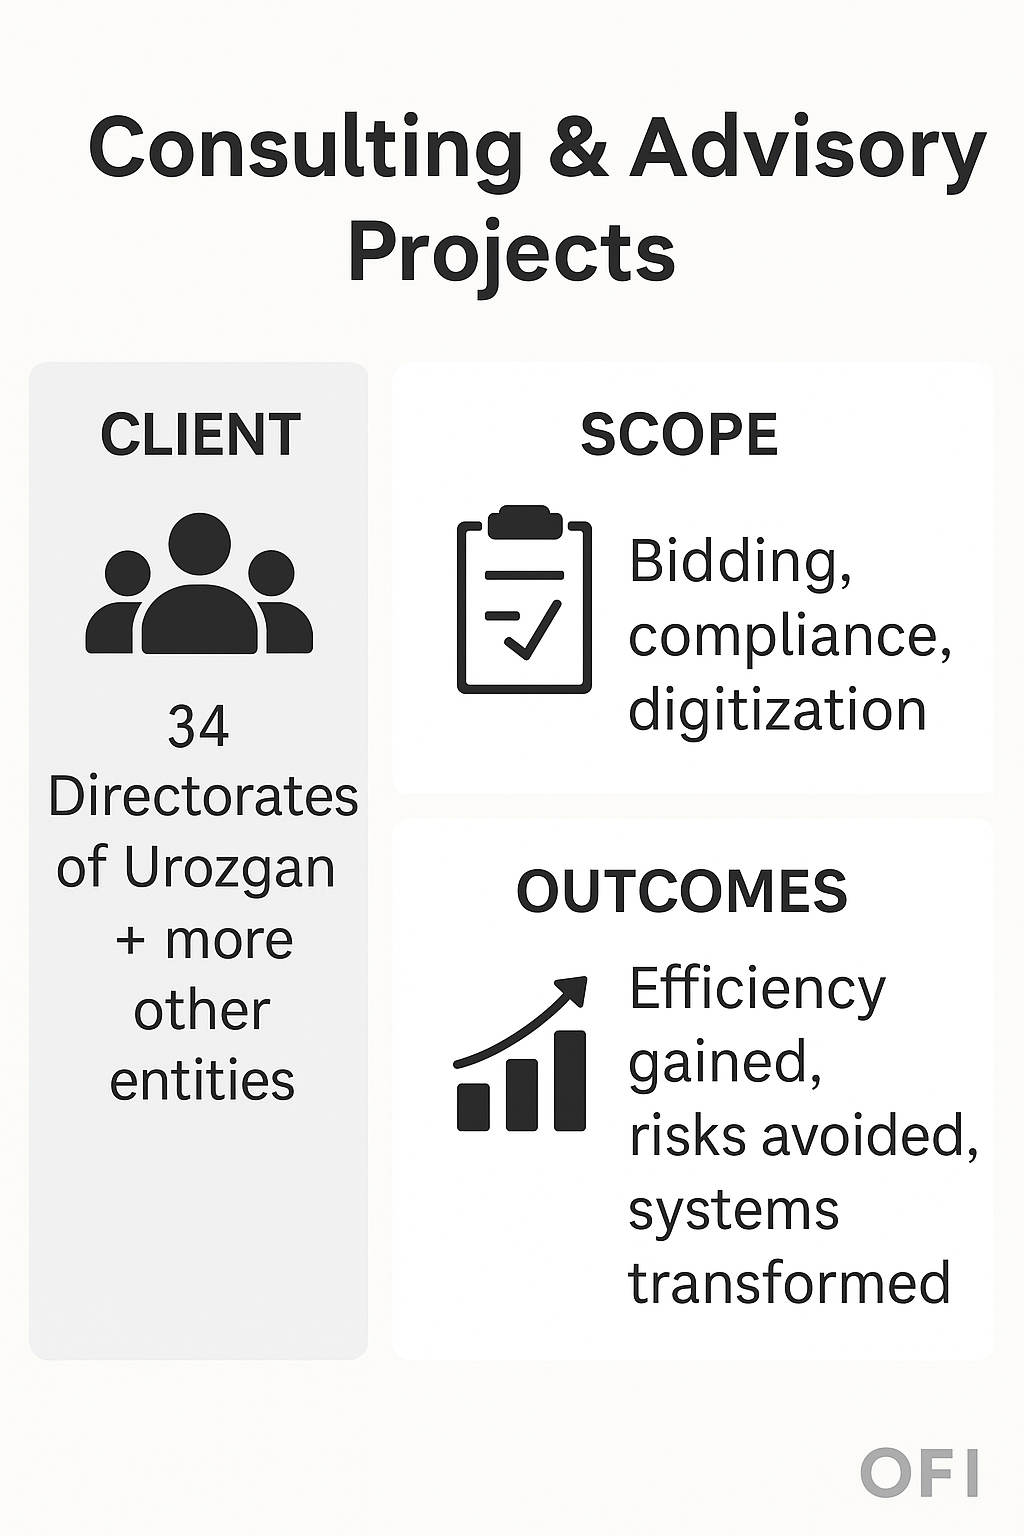 Consulting & Advisory
Projects
CLIENT
34
Directorates
of Urozgan
+ more
other
entities
SCOPE
Bidding,
compliance,
digitization
OUTCOMES
Efficiency
gained,
risks avoided,
systems
transformed
OFI